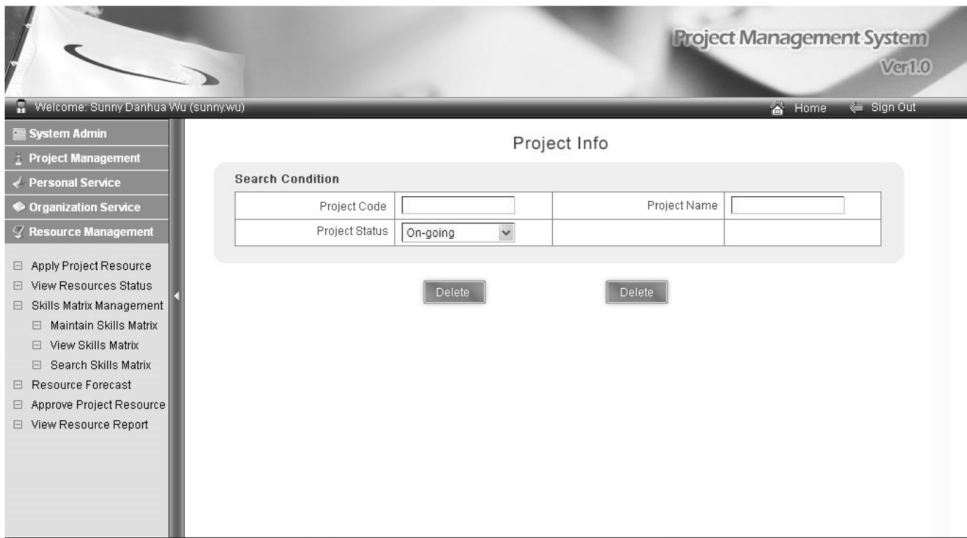 Project Management System
Ver1.0
Welcome: Sunny Danhua Wu (sunny.wu)
Home
Sign Out
System Admin
Project Management
Personal Service
Organization Service
Resource Management
Apply Project Resource
View Resources Status
Skills Matrix Management
Maintain Skills Matrix
View Skills Matrix
Search Skills Matrix
Resource Forecast
Approve Project Resource
View Resource Report
Project Info
Search Condition
Project Code
Project Name
Project Status
On-going
Delete
Delete